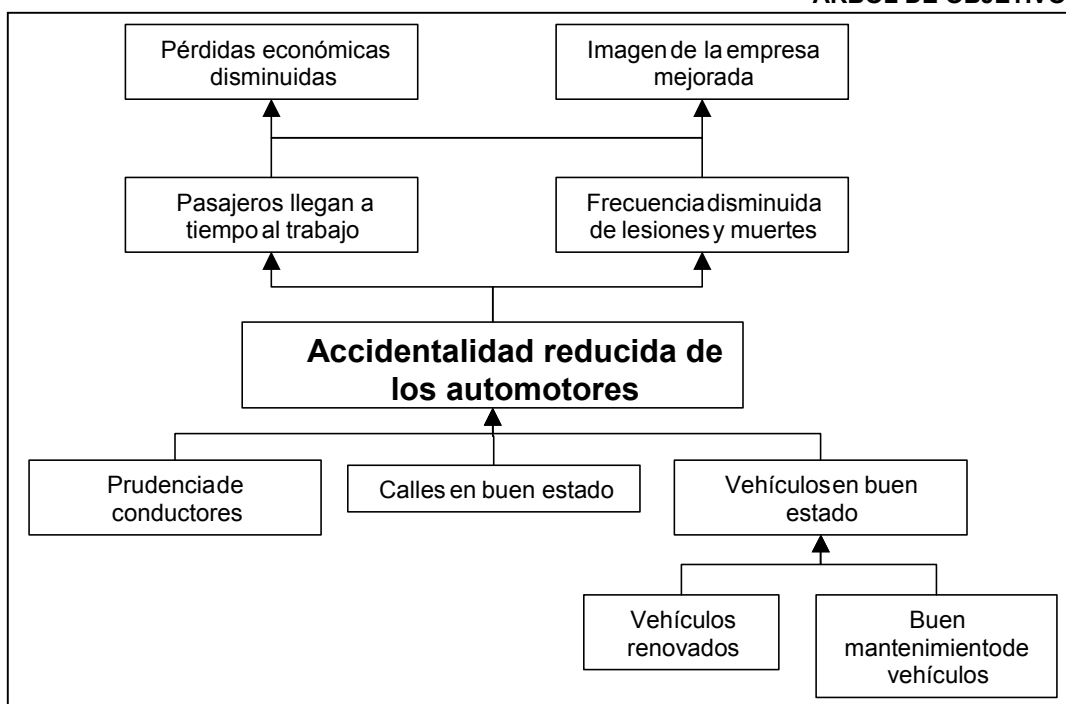 Pérdidas económicas
disminuidas
Imagen de la empresa
mejorada
Pasajeros llegan a
tiempo al trabajo
Frecuencia disminuida
de lesiones y muertes
Accidentalidad reducida de
los automotores
Prudencia de
conductores
Calles en buen estado
Vehículos en buen
estado
Vehículos
renovados
Buen
mantenimiento de
vehículos